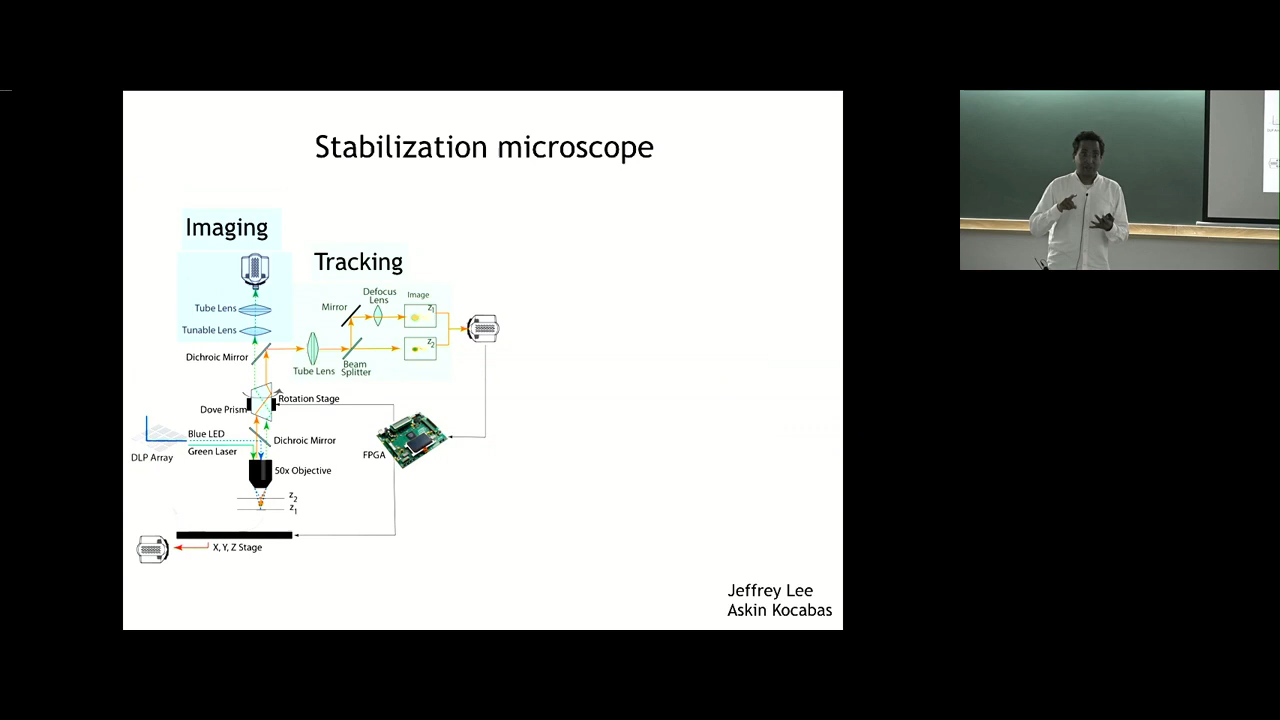 Stabilization microscope
Imaging
Tracking
Tube Lens
Tunable Lens
Dichroic Mirror
Mirror
Defocus
Lens
Image
z1
z2
Tube Lens
Beam
Splitter
Dove Prism
Rotation Stage
Blue LED
Green Laser
DLP Array
Dichroic Mirror
FPGA
50x Objective
z2
z1
X, Y, Z Stage
Jeffrey Lee
Askin Kocabas